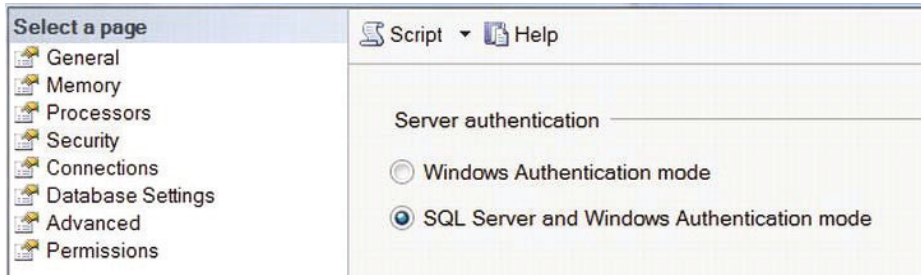 Select a page
General
Memory
Processors
Security
Connections
Database Settings
Advanced
Permissions
Script Help
Server authentication
Windows Authentication mode
SQL Server and Windows Authentication mode